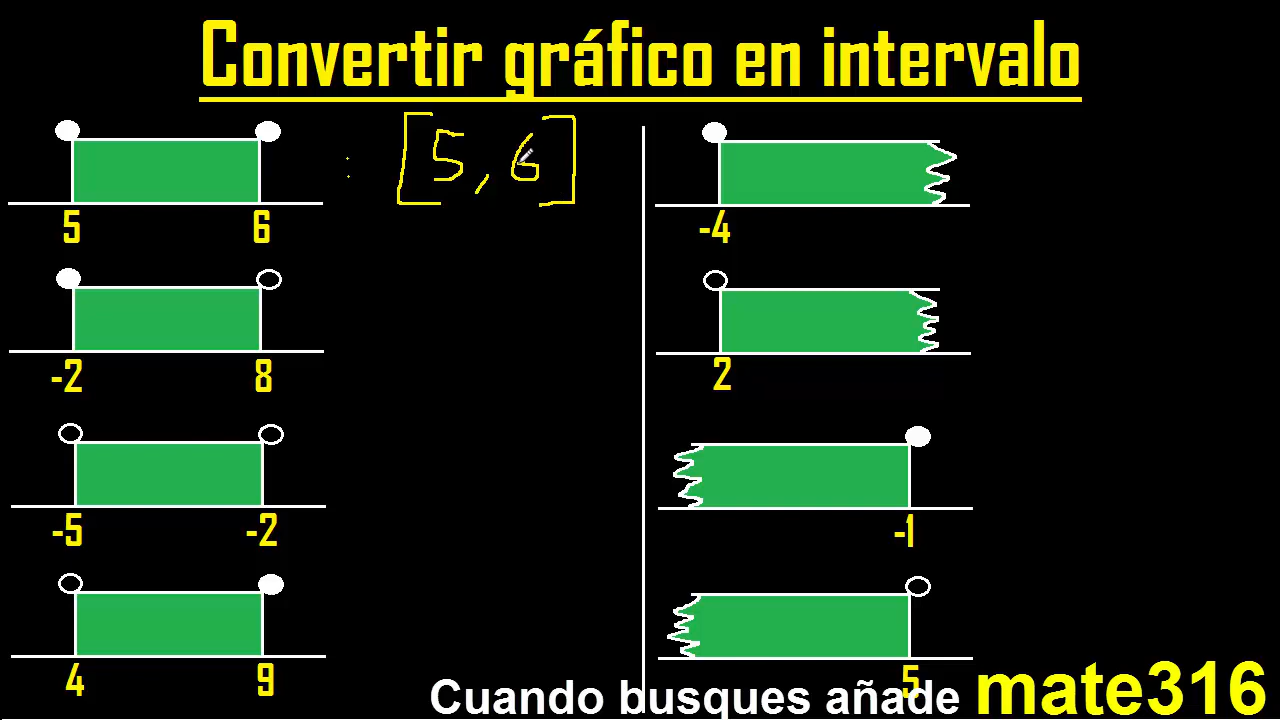 Convertir gráfico en intervalo
: [5, 6]
5 6
-2 8
-5 -2
4 9
-4
2
-1
5
Cuando busques añade mate316